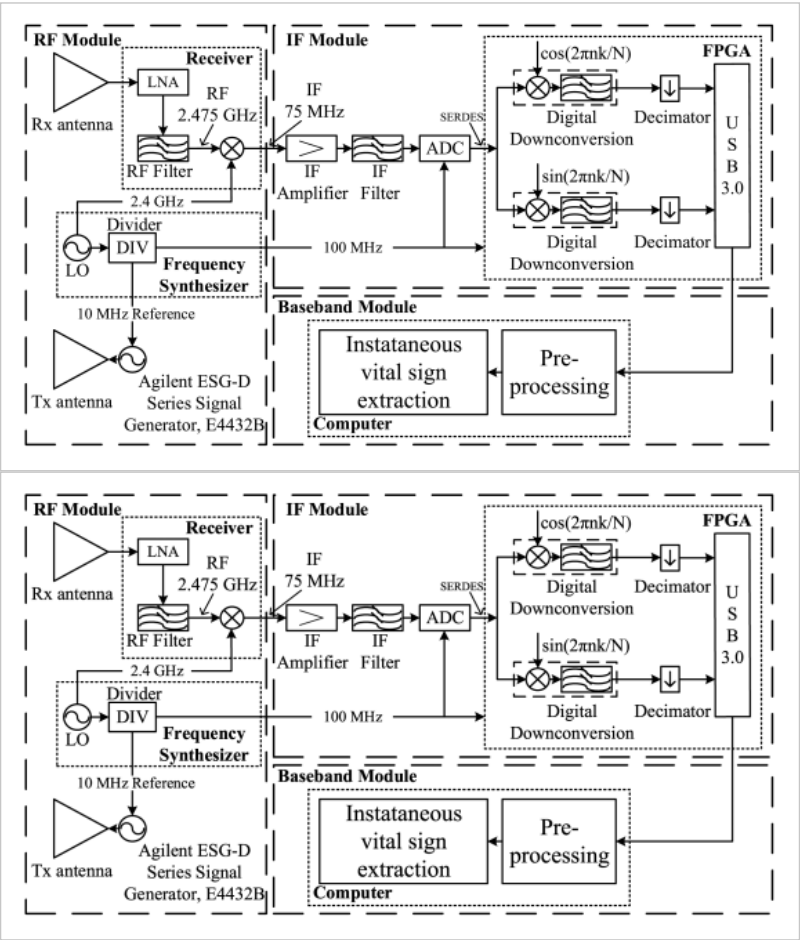 RF Module
Receiver
LNA
Rx antenna
RF
2.475 GHz
RF Filter
2.4 GHz
Divider
DIV
LO
Frequency
Synthesizer
10 MHz Reference
Tx antenna
Agilent ESG-D
Series Signal
Generator, E4432B
IF Module
IF
75 MHz
IF
Amplifier
IF
Filter
ADC
SERDES
100 MHz
FPGA
cos(2πnk/N)
Digital
Downconversion
Decimator
sin(2πnk/N)
Digital
Downconversion
Decimator
U
S
B
3.0
Baseband Module
Instataneous
vital sign
extraction
Pre-
processing
Computer
RF Module
Receiver
LNA
Rx antenna
RF
2.475 GHz
RF Filter
2.4 GHz
Divider
DIV
LO
Frequency
Synthesizer
10 MHz Reference
Tx antenna
Agilent ESG-D
Series Signal
Generator, E4432B
IF Module
IF
75 MHz
IF
Amplifier
IF
Filter
ADC
SERDES
100 MHz
FPGA
cos(2πnk/N)
Digital
Downconversion
Decimator
sin(2πnk/N)
Digital
Downconversion
Decimator
U
S
B
3.0
Baseband Module
Instataneous
vital sign
extraction
Pre-
processing
Computer